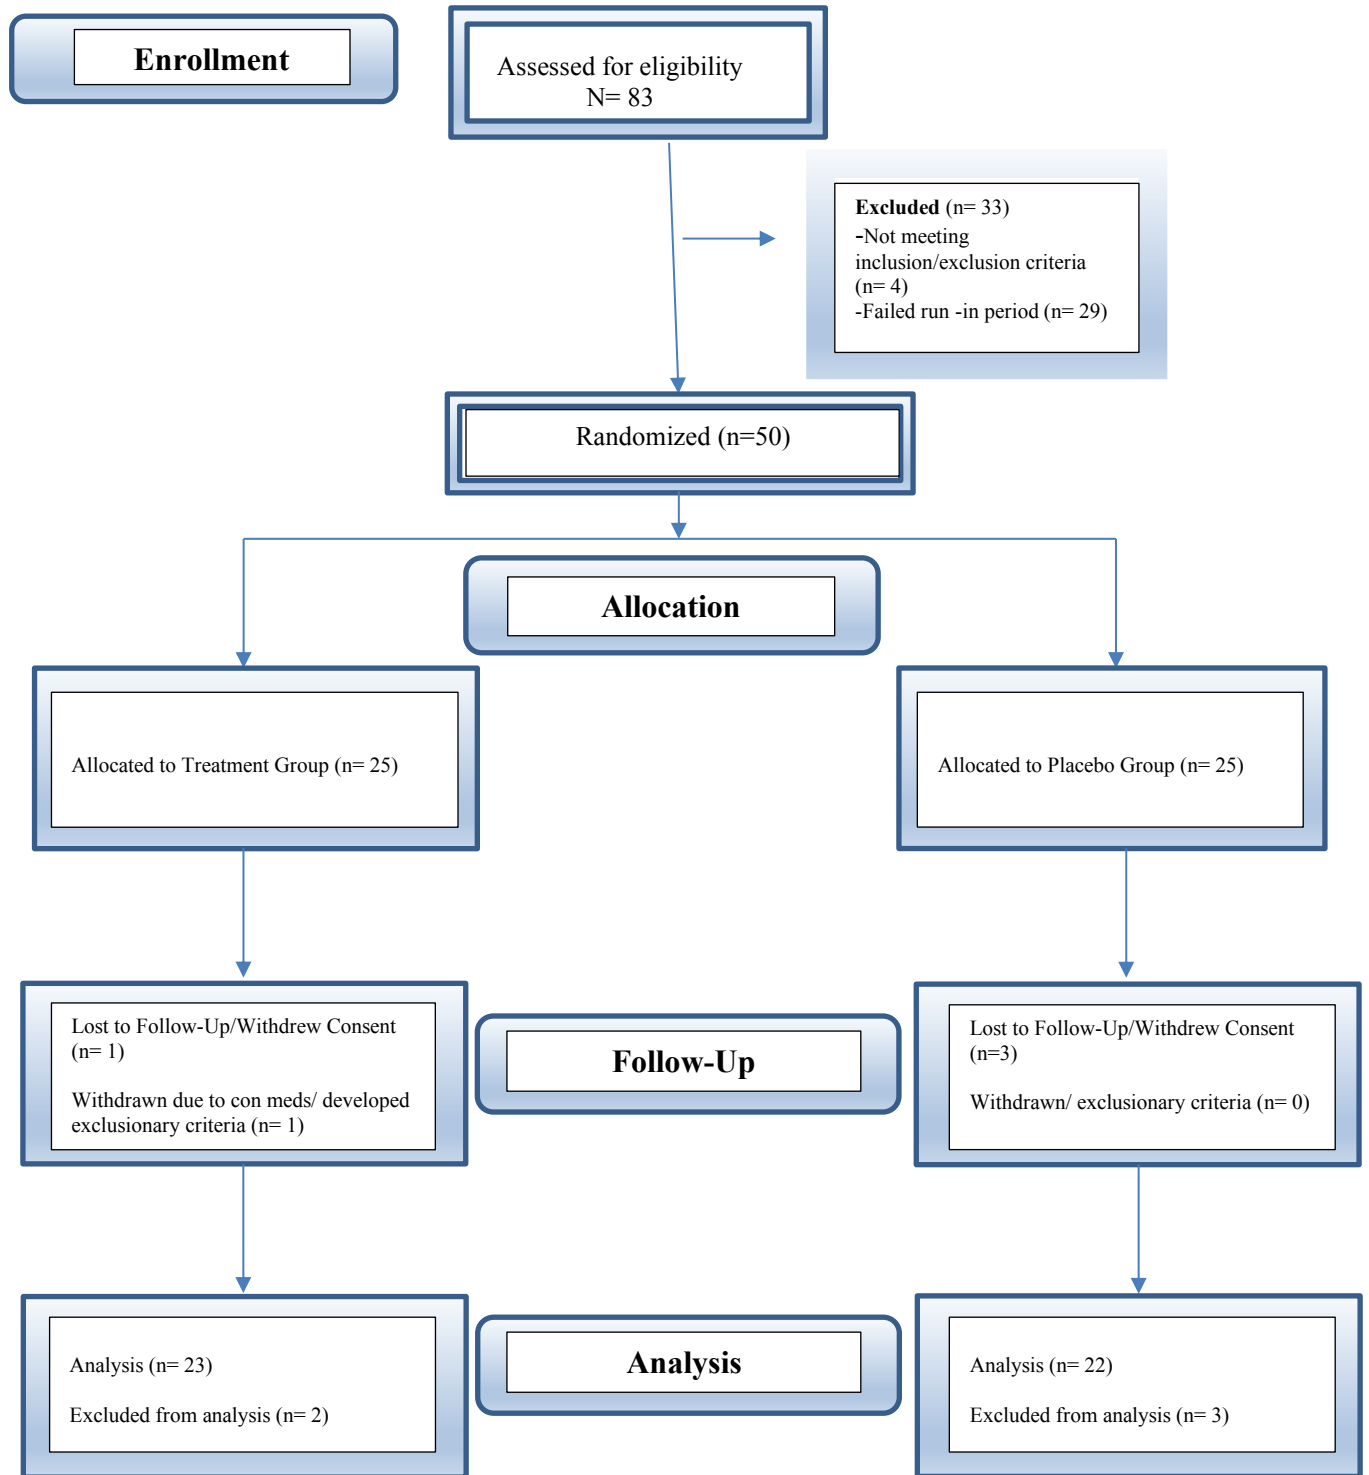 Enrollment
Assessed for eligibility
N= 83
Excluded (n= 33)
-Not meeting
inclusion/exclusion criteria
(n= 4)
-Failed run -in period (n= 29)
Randomized (n=50)
Allocation
Allocated to Treatment Group (n= 25)
Allocated to Placebo Group (n= 25)
Lost to Follow-Up/Withdrew Consent
(n= 1)
Withdrawn due to con meds/ developed
exclusionary criteria (n= 1)
Follow-Up
Lost to Follow-Up/Withdrew Consent
(n=3)
Withdrawn/ exclusionary criteria (n= 0)
Analysis (n= 23)
Excluded from analysis (n= 2)
Analysis
Analysis (n= 22)
Excluded from analysis (n= 3)